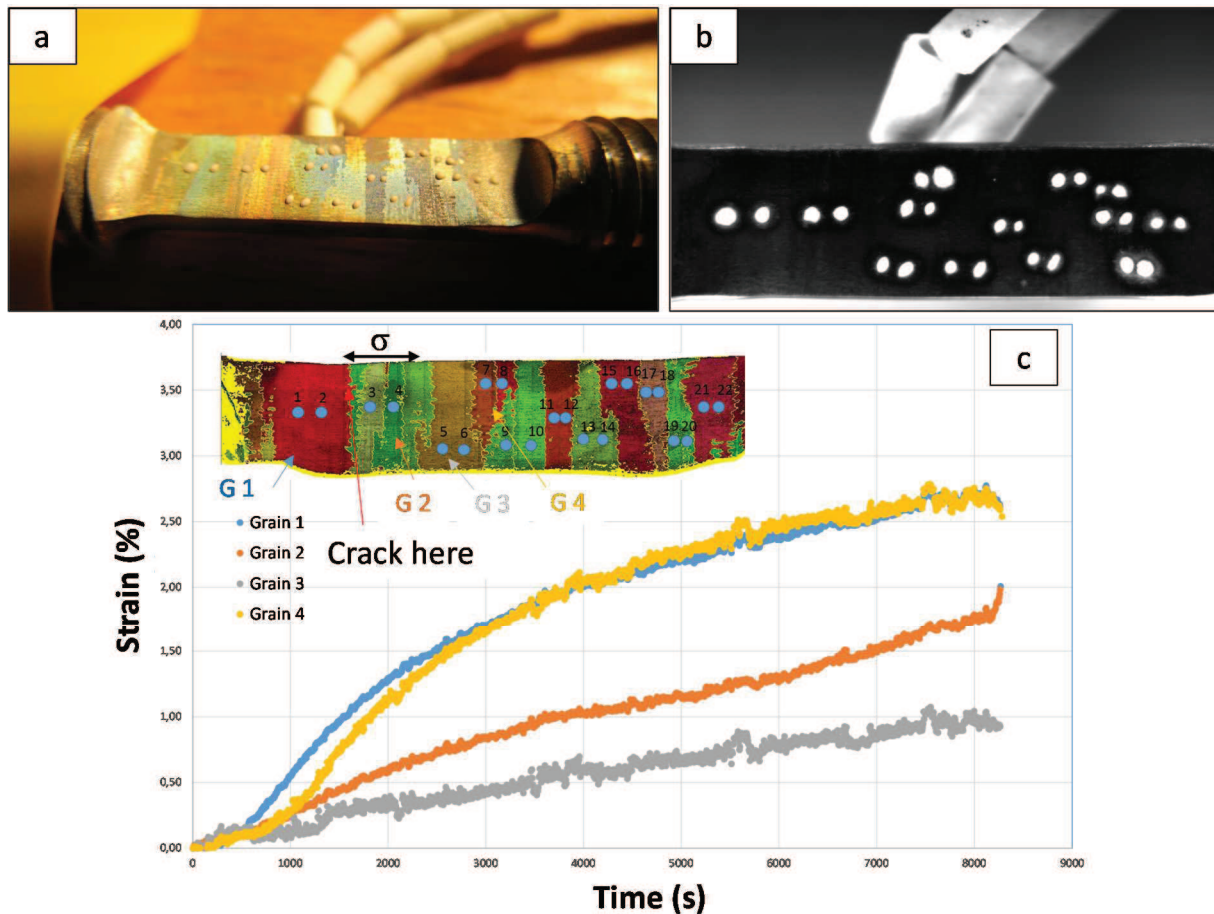 a
b
c
4,00
3,50
3,00
2,50
2,00
1,50
1,00
0,50
0,00
σ
1 2 3 4 5 6 7 8 9 10 11 12 13 14 15 16 17 18 19 20 21 22
G 1
G 2
G 3
G 4
Crack here
Grain 1
Grain 2
Grain 3
Grain 4
Strain (%)
0 1000 2000 3000 4000 5000 6000 7000 8000 9000
Time (s)